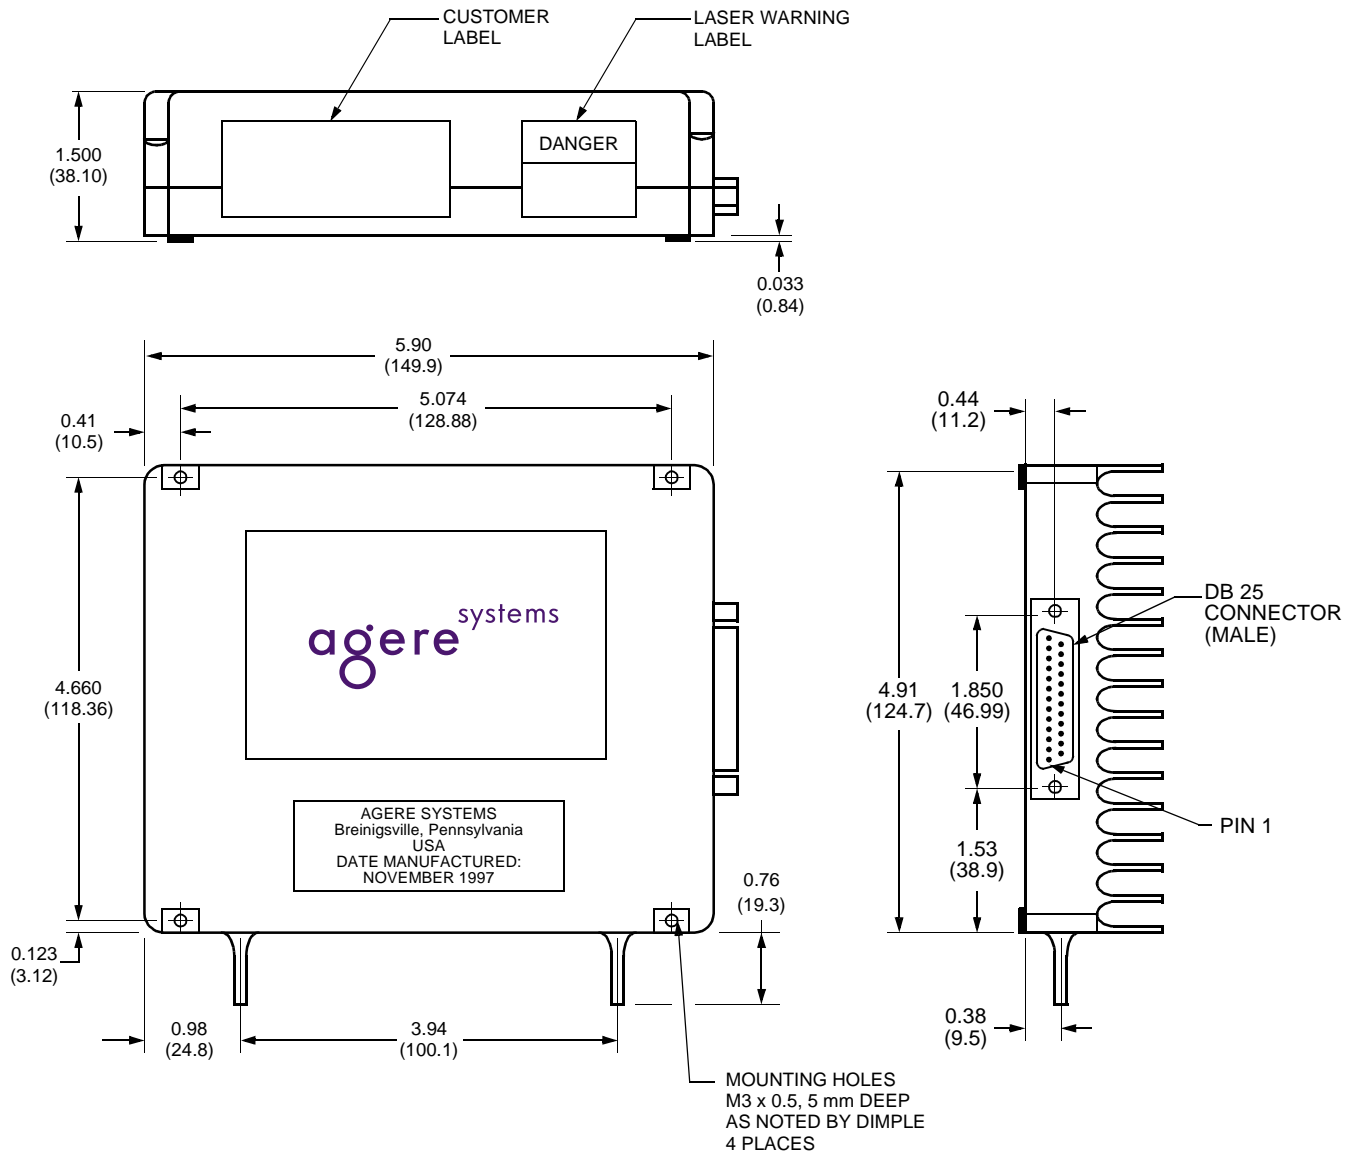 CUSTOMER
LABEL
LASER WARNING
LABEL
DANGER
1.500
(38.10)
0.033
(0.84)
5.90
(149.9)
5.074
(128.88)
0.41
(10.5)
0.44
(11.2)
agere systems
DB 25
CONNECTOR
(MALE)
4.660
(118.36)
4.91
(124.7)
1.850
(46.99)
AGERE SYSTEMS
Breinigsville, Pennsylvania
USA
DATE MANUFACTURED:
NOVEMBER 1997
PIN 1
1.53
(38.9)
0.76
(19.3)
0.123
(3.12)
0.98
(24.8)
3.94
(100.1)
0.38
(9.5)
MOUNTING HOLES
M3 x 0.5, 5 mm DEEP
AS NOTED BY DIMPLE
4 PLACES